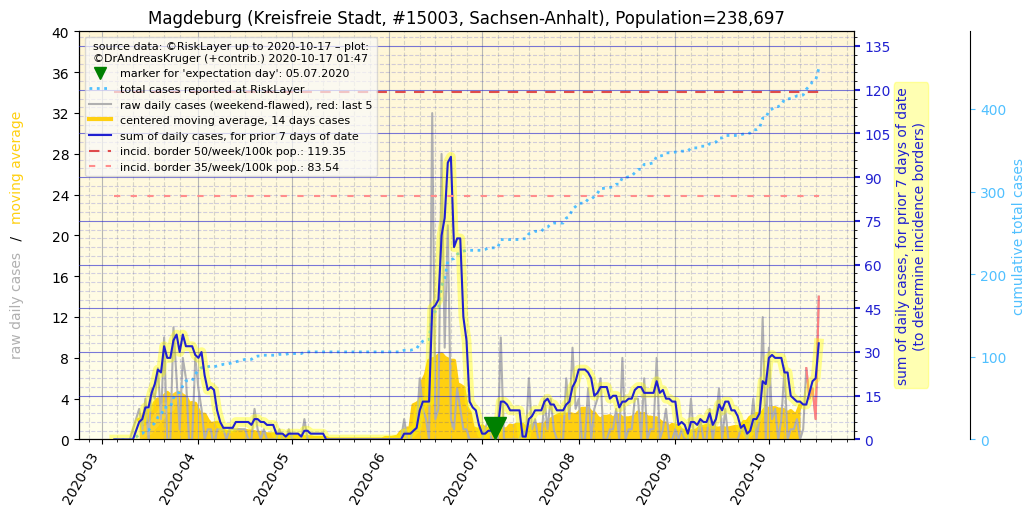 Magdeburg (Kreisfreie Stadt, #15003, Sachsen-Anhalt), Population=238,697
source data: ©RiskLayer up to 2020-10-17 – plot:
©DrAndreasKruger (+contrib.) 2020-10-17 01:47
marker for 'expectation day': 05.07.2020
total cases reported at RiskLayer
raw daily cases (weekend-flawed), red: last 5
centered moving average, 14 days cases
sum of daily cases, for prior 7 days of date
incid. border 50/week/100k pop.: 119.35
incid. border 35/week/100k pop.: 83.54
raw daily cases / moving average
40
36
32
28
24
20
16
12
8
4
0
135
120
105
90
75
60
45
30
15
0
sum of daily cases, for prior 7 days of date
(to determine incidence borders)
400
300
200
100
0
cumulative total cases
2020-03
2020-04
2020-05
2020-06
2020-07
2020-08
2020-09
2020-10